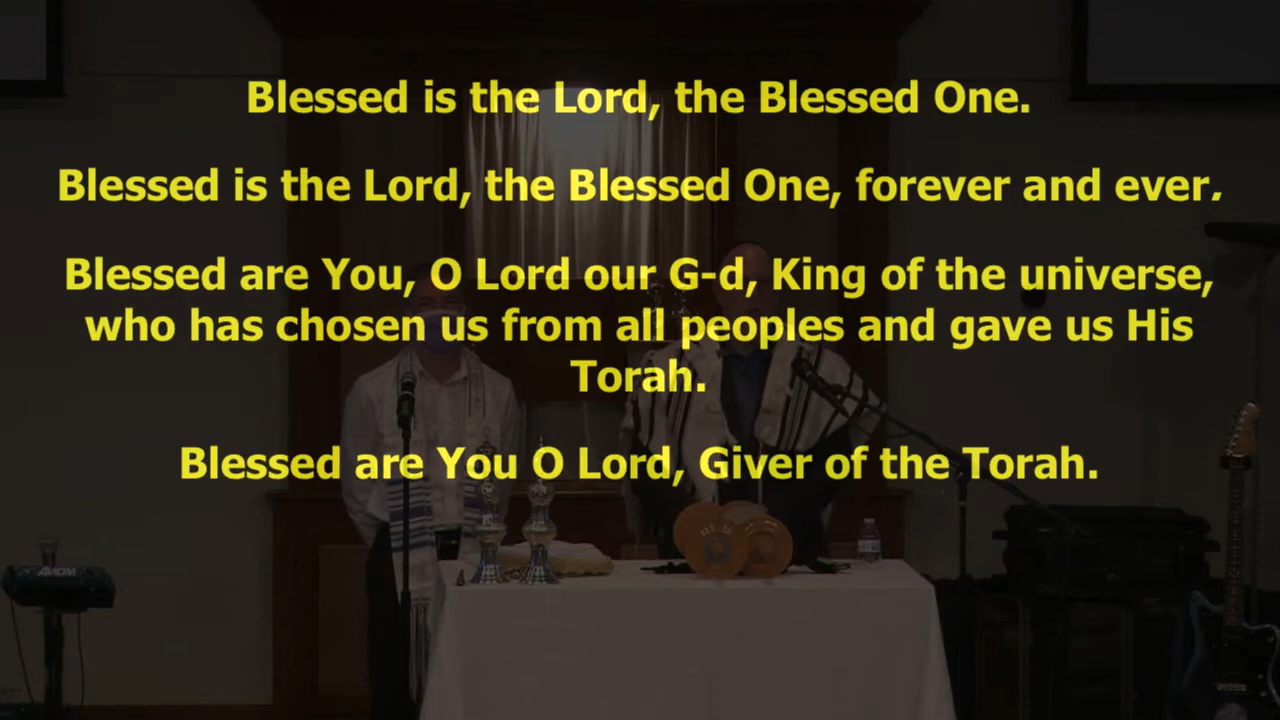 Blessed is the Lord, the Blessed One.
Blessed is the Lord, the Blessed One, forever and ever.
Blessed are You, O Lord our G-d, King of the universe,
who has chosen us from all peoples and gave us His
Torah.
Blessed are You O Lord, Giver of the Torah.